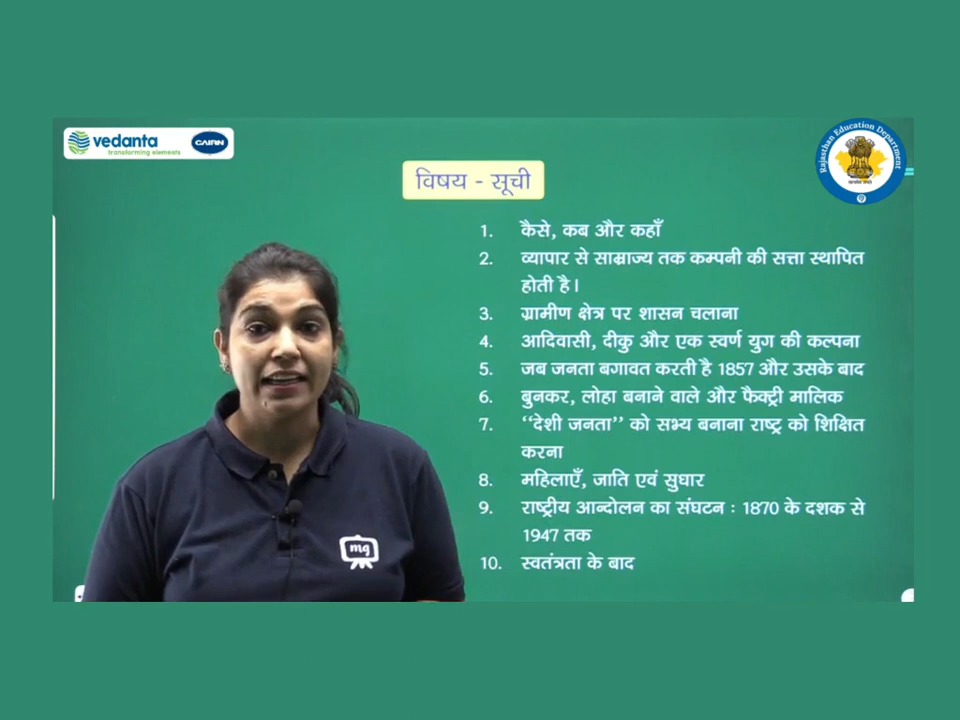 vedanta
transforming elements
CAIRN
Rajasthan Education Department
विषय - सूची
1. कैसे, कब और कहाँ
2. व्यापार से साम्राज्य तक कम्पनी की सत्ता स्थापित
होती है।
3. ग्रामीण क्षेत्र पर शासन चलाना
4. आदिवासी, दीकु और एक स्वर्ण युग की कल्पना
5. जब जनता बगावत करती है 1857 और उसके बाद
6. बुनकर, लोहा बनाने वाले और फैक्ट्री मालिक
7. “देशी जनता” को सभ्य बनाना राष्ट्र को शिक्षित
करना
8. महिलाएँ, जाति एवं सुधार
9. राष्ट्रीय आन्दोलन का संघटन : 1870 के दशक से
1947 तक
10. स्वतंत्रता के बाद
mg